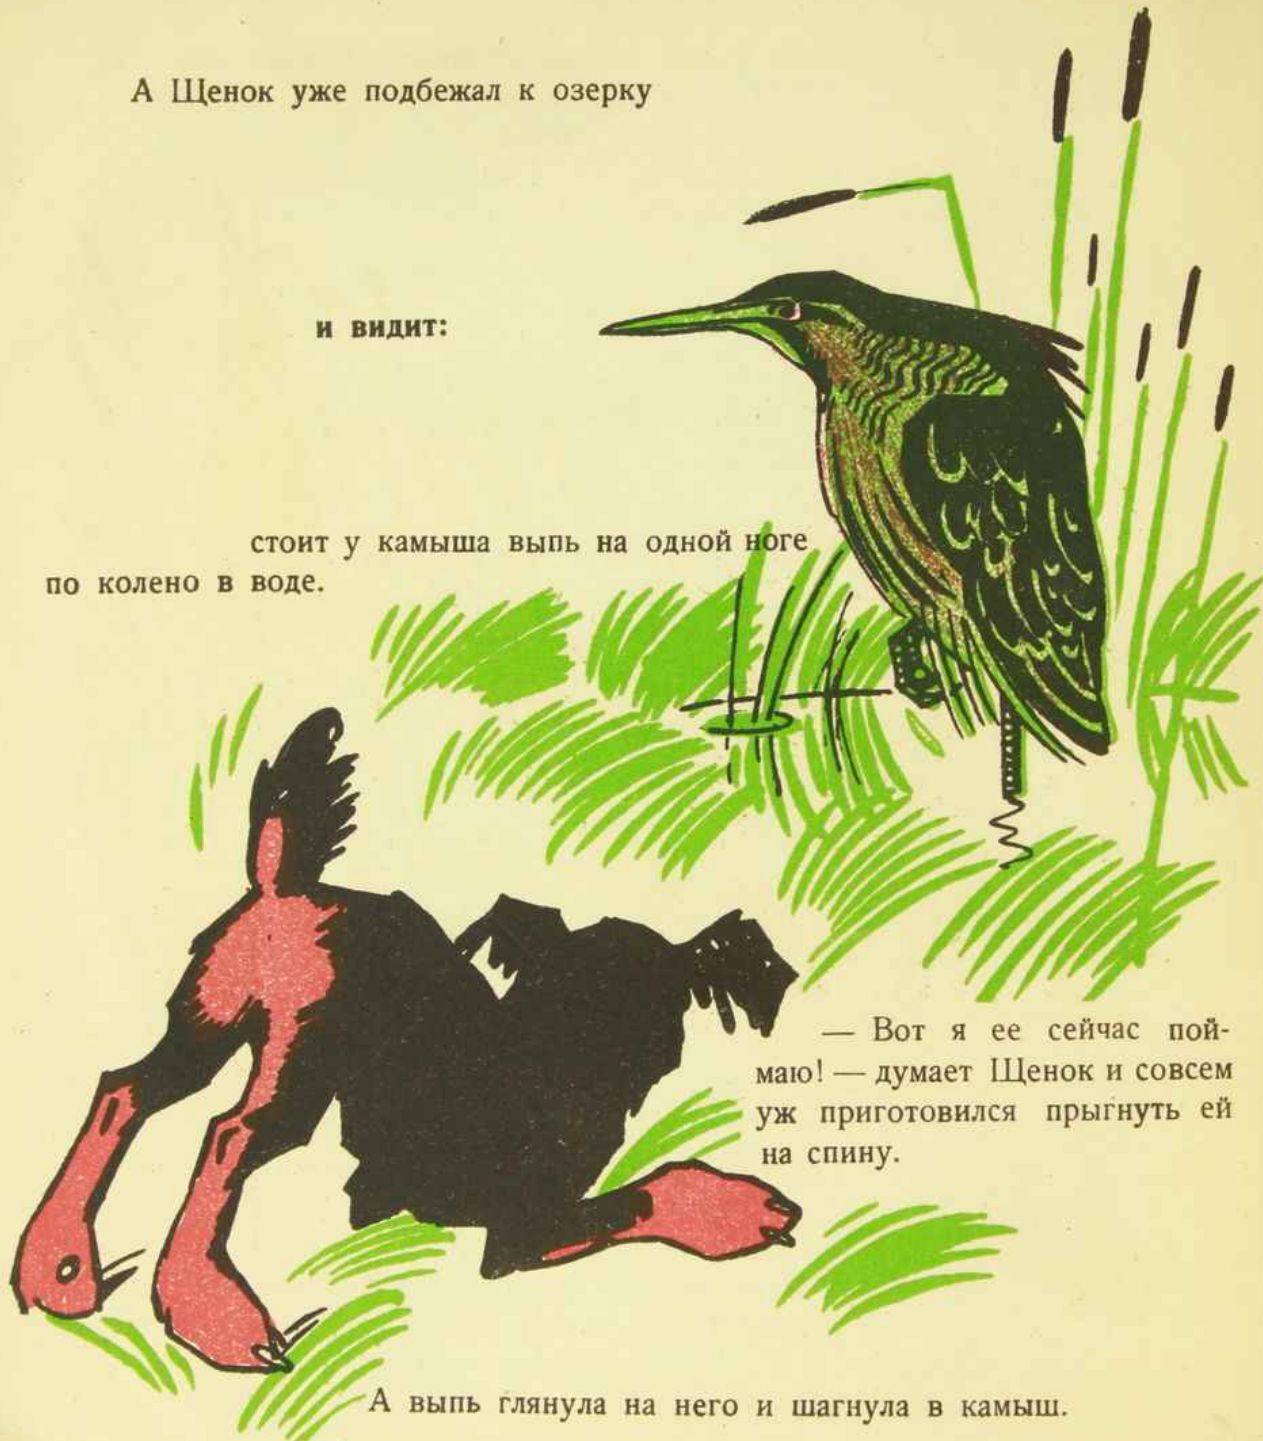 А Щенок уже подбежал к озерку
и видит:
стоит у камыша выпь на одной ноге
по колено в воде.
— Вот я ее сейчас пой-
маю! — думает Щенок и совсем
уж приготовился прыгнуть ей
на спину.
А выпь глянула на него и шагнула в камыш.